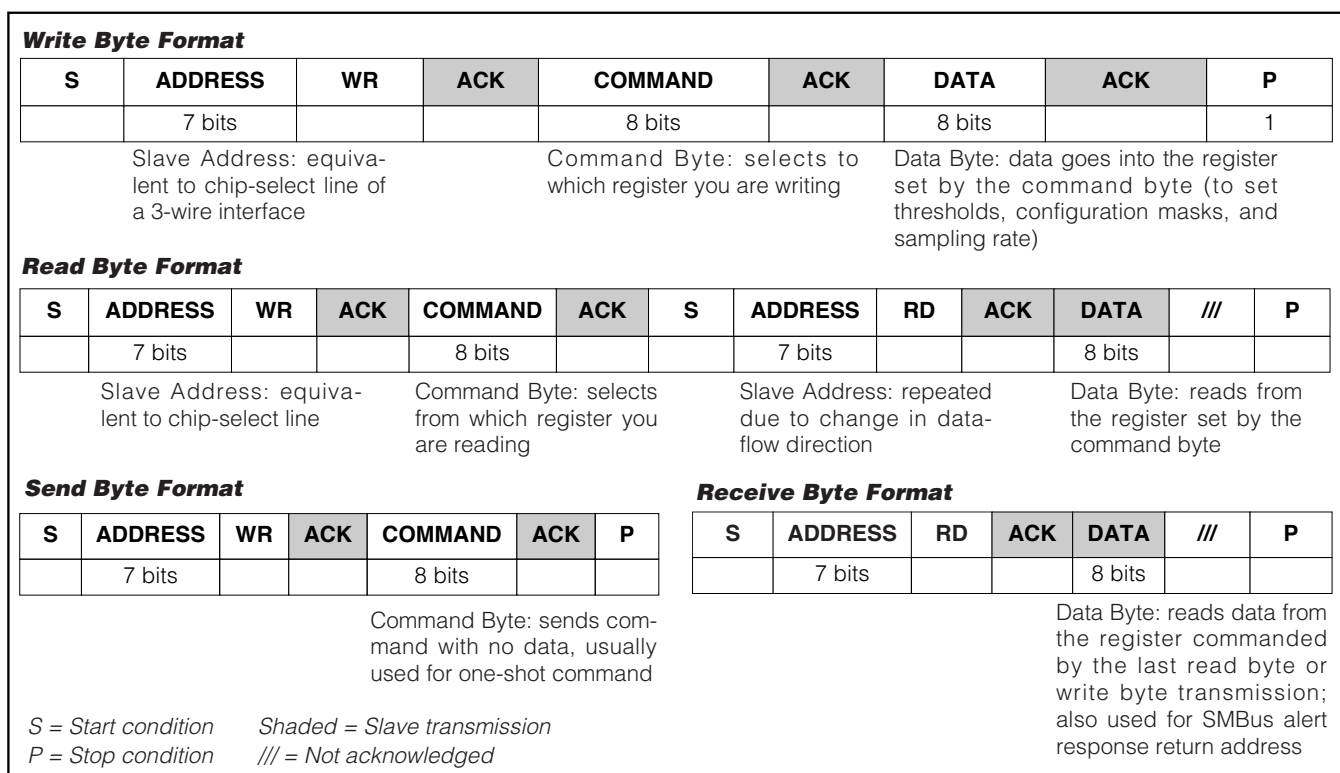 Write Byte Format
S ADDRESS WR ACK COMMAND ACK DATA ACK P
7 bits 8 bits 8 bits 1
Slave Address: equiva-
lent to chip-select line of
a 3-wire interface
Command Byte: selects to
which register you are writing
Data Byte: data goes into the register
set by the command byte (to set
thresholds, configuration masks, and
sampling rate)
Read Byte Format
S ADDRESS WR ACK COMMAND ACK S ADDRESS RD ACK DATA /// P
7 bits 8 bits 7 bits 8 bits
Slave Address: equiva-
lent to chip-select line
Command Byte: selects
from which register you
are reading
Slave Address: repeated
due to change in data-
flow direction
Data Byte: reads from
the register set by the
command byte
Send Byte Format
S ADDRESS WR ACK COMMAND ACK P
7 bits 8 bits
Command Byte: sends com-
mand with no data, usually
used for one-shot command
Receive Byte Format
S ADDRESS RD ACK DATA /// P
7 bits 8 bits
Data Byte: reads data from
the register commanded
by the last read byte or
write byte transmission;
also used for SMBus alert
response return address
S = Start condition Shaded = Slave transmission
P = Stop condition /// = Not acknowledged